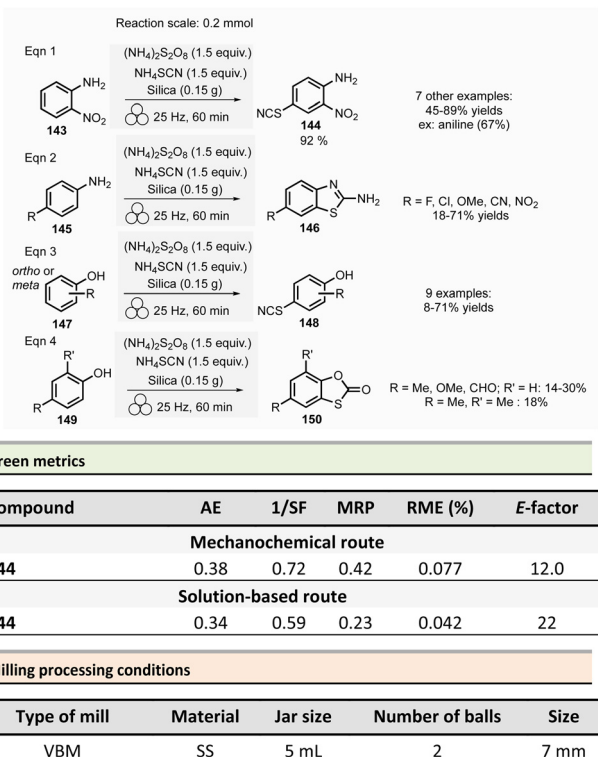 Reaction scale: 0.2 mmol
Eqn 1
(NH4)2S2O8 (1.5 equiv.)
NH4SCN (1.5 equiv.)
Silica (0.15 g)
25 Hz, 60 min
NH2
NO2
143
NCS
NH2
NO2
144
92 %
7 other examples:
45-89% yields
ex: aniline (67%)
Eqn 2
(NH4)2S2O8 (1.5 equiv.)
NH4SCN (1.5 equiv.)
Silica (0.15 g)
25 Hz, 60 min
NH2
R
145
N
NH2
S
R
146
R = F, Cl, OMe, CN, NO2
18-71% yields
Eqn 3
ortho or
meta
(NH4)2S2O8 (1.5 equiv.)
NH4SCN (1.5 equiv.)
Silica (0.15 g)
25 Hz, 60 min
OH
R
147
OH
R
NCS
148
9 examples:
8-71% yields
Eqn 4
(NH4)2S2O8 (1.5 equiv.)
NH4SCN (1.5 equiv.)
Silica (0.15 g)
25 Hz, 60 min
R'
OH
R
149
R'
O
O
S
R
150
R = Me, OMe, CHO; R' = H: 14-30%
R = Me, R' = Me : 18%
reen metrics
ompound AE 1/SF MRP RME (%) E-factor
Mechanochemical route
44 0.38 0.72 0.42 0.077 12.0
Solution-based route
44 0.34 0.59 0.23 0.042 22
illing processing conditions
Type of mill Material Jar size Number of balls Size
VBM SS 5 mL 2 7 mm